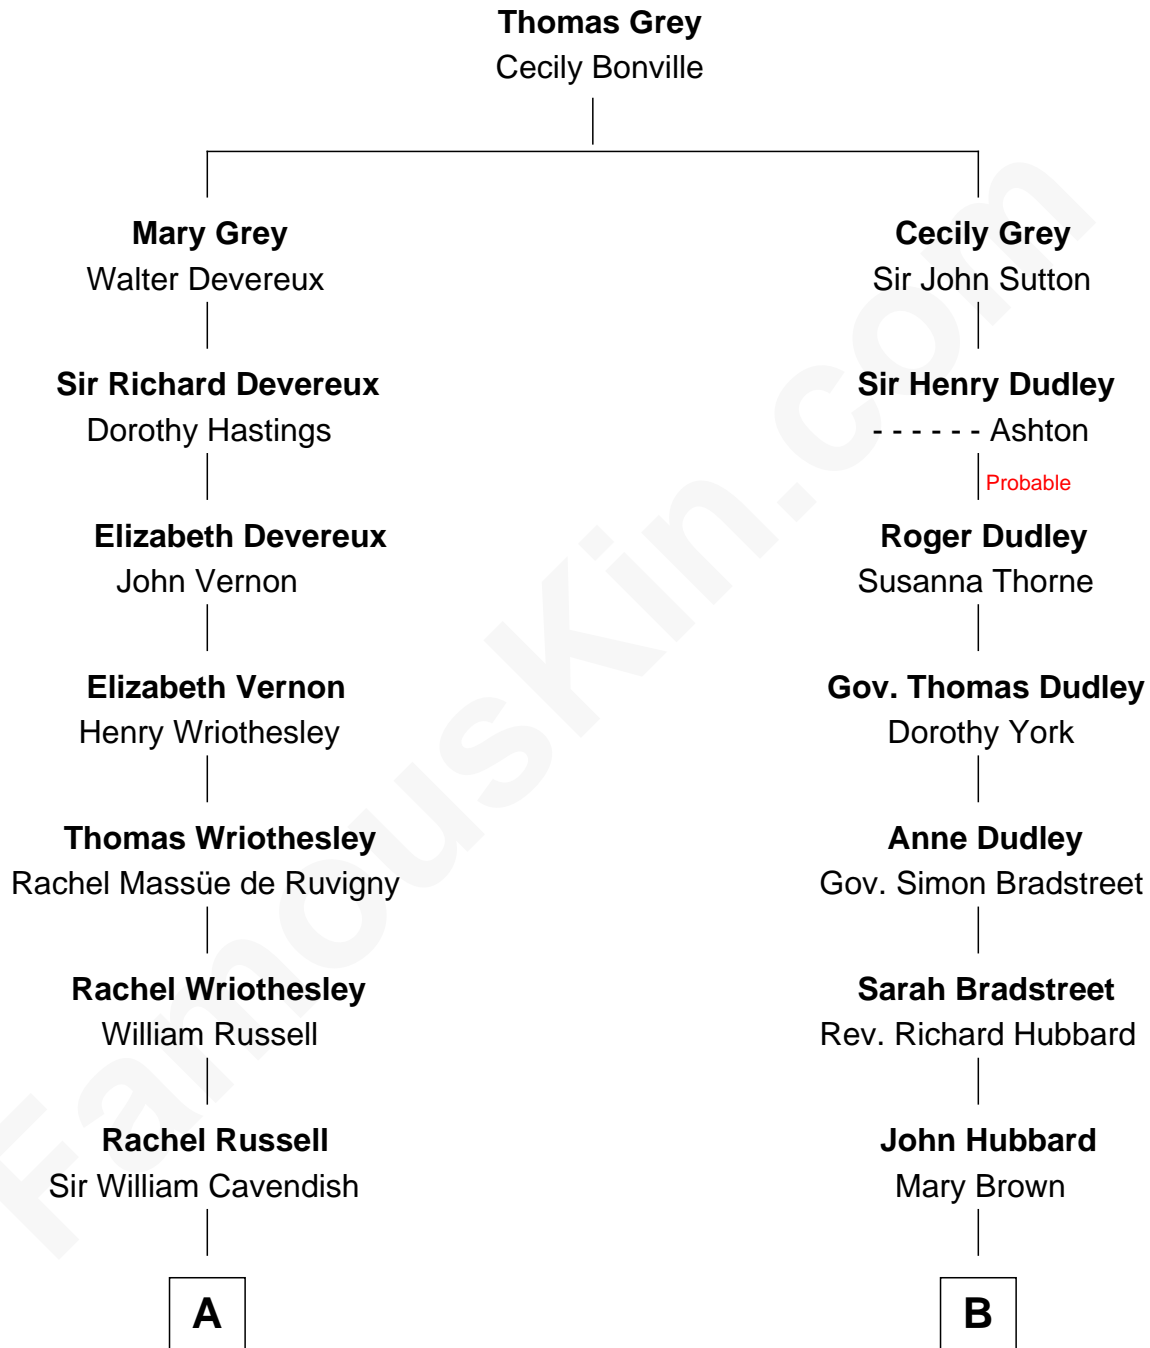 Thomas Grey
Cecily Bonville
Mary Grey
Walter Devereux
Cecily Grey
Sir John Sutton
Sir Richard Devereux
Dorothy Hastings
Sir Henry Dudley
- - - - - - Ashton
Probable
Elizabeth Devereux
John Vernon
Roger Dudley
Susanna Thorne
Elizabeth Vernon
Henry Wriothesley
Gov. Thomas Dudley
Dorothy York
Thomas Wriothesley
Rachel Massüe de Ruvigny
Anne Dudley
Gov. Simon Bradstreet
Rachel Wriothesley
William Russell
Sarah Bradstreet
Rev. Richard Hubbard
Rachel Russell
Sir William Cavendish
John Hubbard
Mary Brown
A
B
FamousKin.com